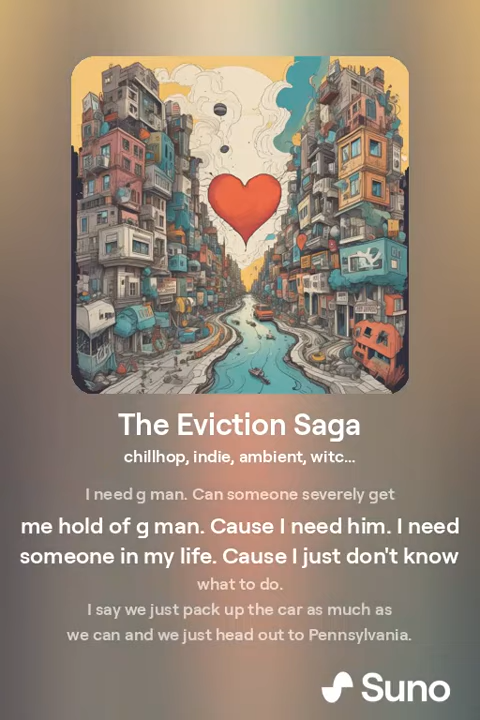 The Eviction Saga
chillhop, indie, ambient, witc...
I need g man. Can someone severely get
me hold of g man. Cause I need him. I need
someone in my life. Cause I just don't know
what to do.
I say we just pack up the car as much as
we can and we just head out to Pennsylvania.
Suno